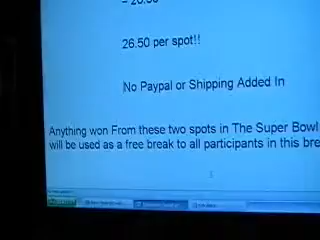 26.50 per spot!!
No Paypal or Shipping Added In
Anything won From these two spots in The Super Bowl
will be used as a free break to all participants in this bre